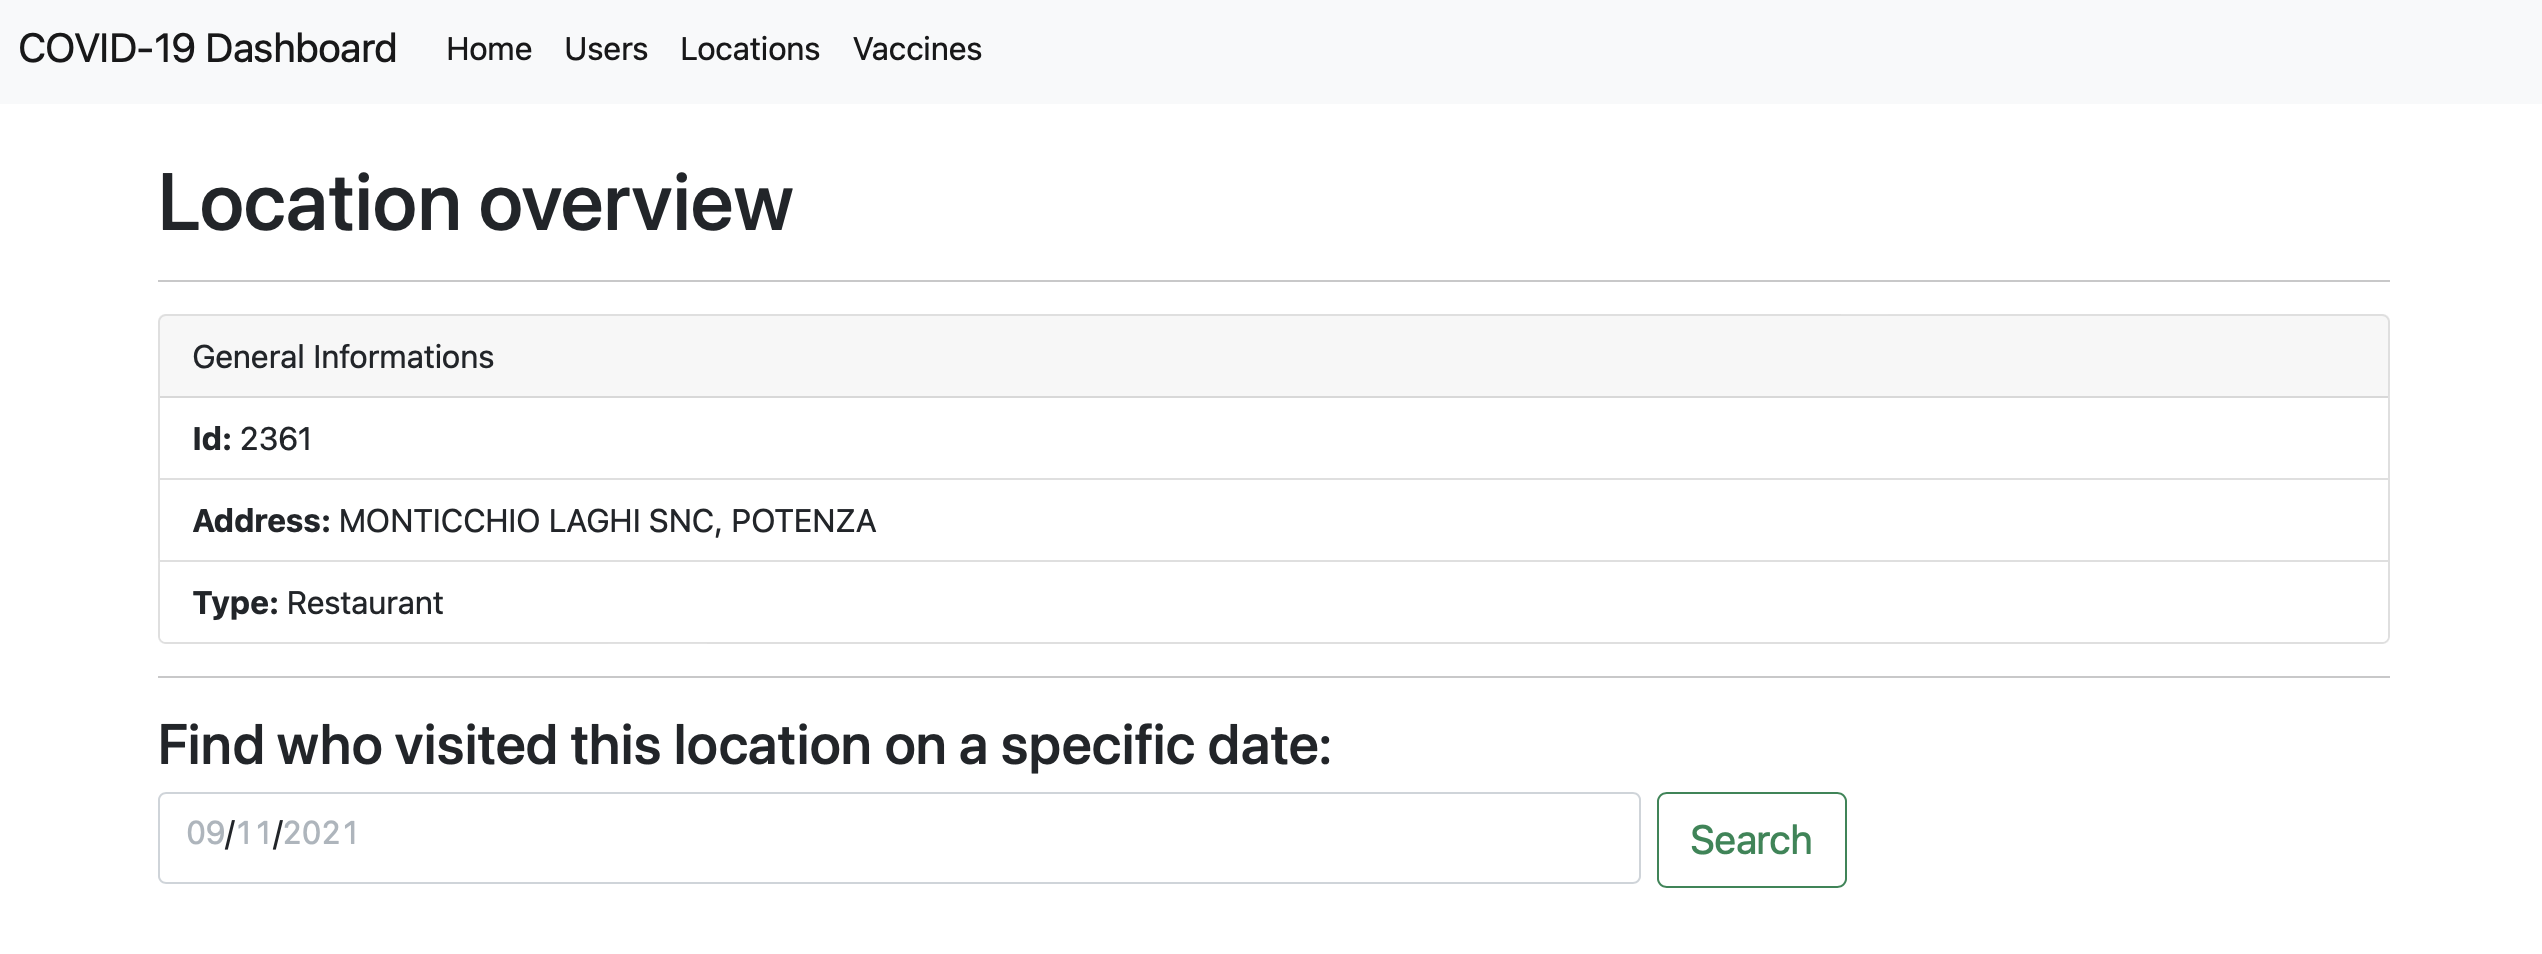 COVID-19 Dashboard Home Users Locations Vaccines
Location overview
General Informations
Id: 2361
Address: MONTICCHIO LAGHI SNC, POTENZA
Type: Restaurant
Find who visited this location on a specific date:
09/11/2021 Search